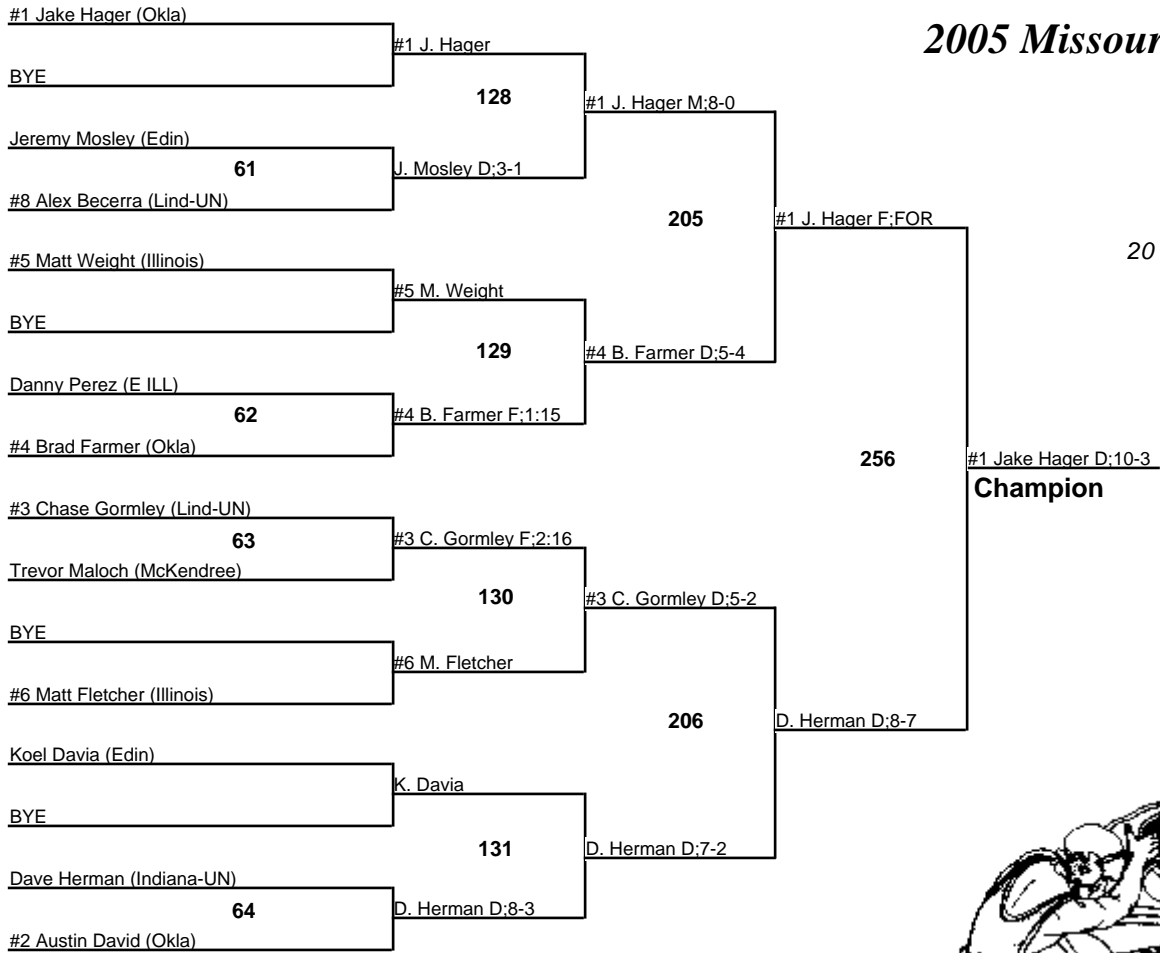 #1 Jake Hager (Okla)
BYE
Jeremy Mosley (Edin)
61
#8 Alex Becerra (Lind-UN)
#5 Matt Weight (Illinois)
BYE
Danny Perez (E ILL)
62
#4 Brad Farmer (Okla)
#3 Chase Gormley (Lind-UN)
63
Trevor Maloch (McKendree)
BYE
#6 Matt Fletcher (Illinois)
Koel Davia (Edin)
BYE
Dave Herman (Indiana-UN)
64
#2 Austin David (Okla)
#1 J. Hager
128
J. Mosley D;3-1
#5 M. Weight
129
#4 B. Farmer F;1:15
#3 C. Gormley F;2:16
130
#6 M. Fletcher
K. Davia
131
D. Herman D;8-3
#1 J. Hager M;8-0
205
#4 B. Farmer D;5-4
#3 C. Gormley D;5-2
206
D. Herman D;7-2
#1 J. Hager F;FOR
256
D. Herman D;8-7
#1 Jake Hager D;10-3
Champion
2005 Missour
20